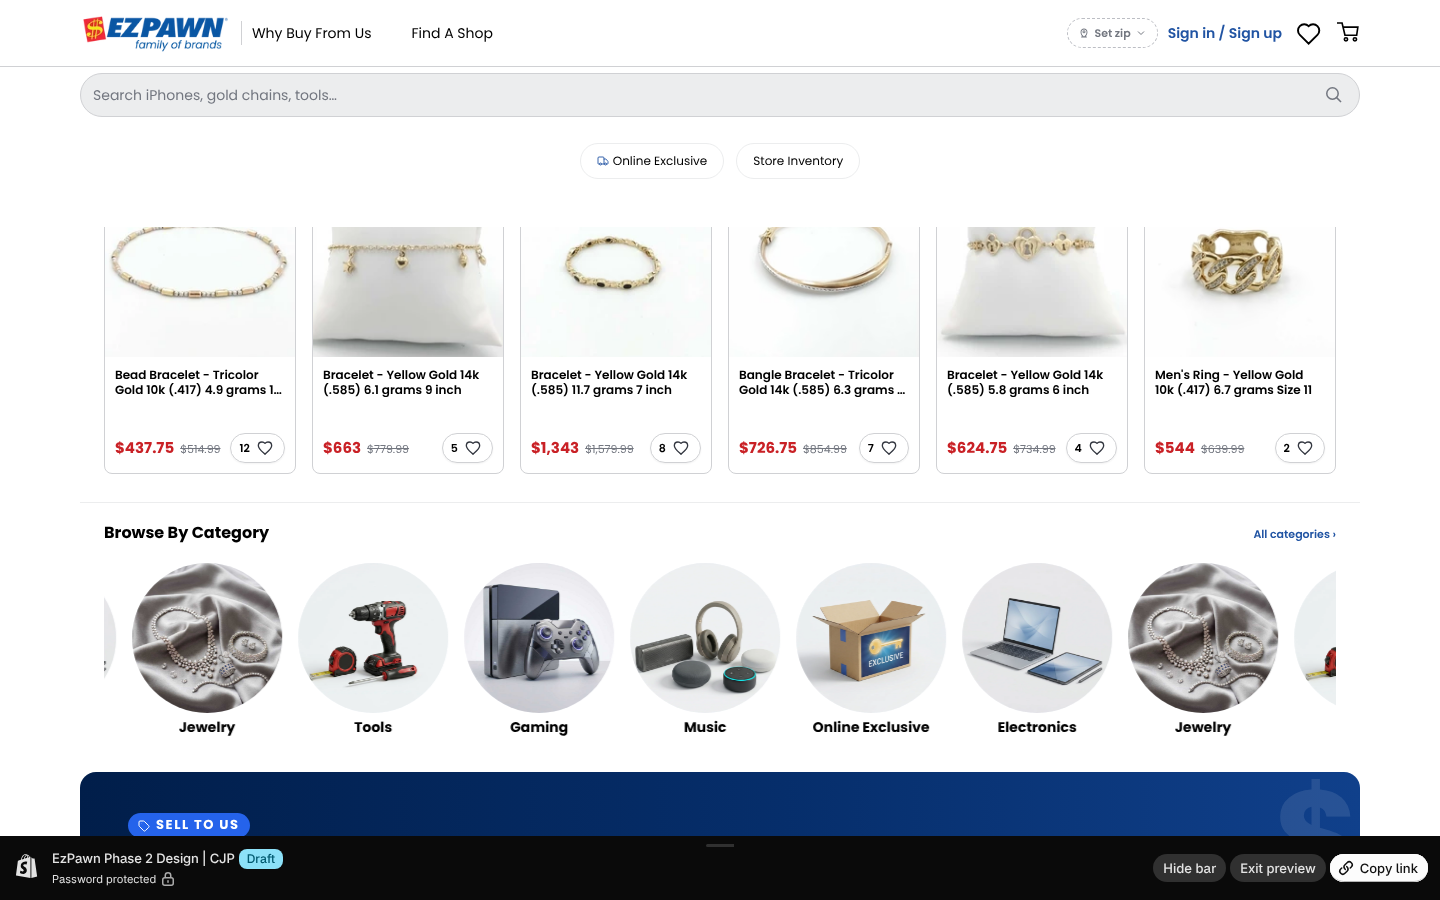 EZPAWN
family of brands
Why Buy From Us
Find A Shop
Set zip
Sign in / Sign up
Search iPhones, gold chains, tools...
Online Exclusive
Store Inventory
Bead Bracelet - Tricolor
Gold 10k (.417) 4.9 grams 1...
$437.75 $514.99 12
Bracelet - Yellow Gold 14k
(.585) 6.1 grams 9 inch
$663 $779.99 5
Bracelet - Yellow Gold 14k
(.585) 11.7 grams 7 inch
$1,343 $1,579.99 8
Bangle Bracelet - Tricolor
Gold 14k (.585) 6.3 grams ...
$726.75 $854.99 7
Bracelet - Yellow Gold 14k
(.585) 5.8 grams 6 inch
$624.75 $734.99 4
Men's Ring - Yellow Gold
10k (.417) 6.7 grams Size 11
$544 $639.99 2
Browse By Category
All categories ›
EXCLUSIVE
Jewelry
Tools
Gaming
Music
Online Exclusive
Electronics
Jewelry
SELL TO US
$
EzPawn Phase 2 Design | CJP Draft
Password protected
Hide bar
Exit preview
Copy link